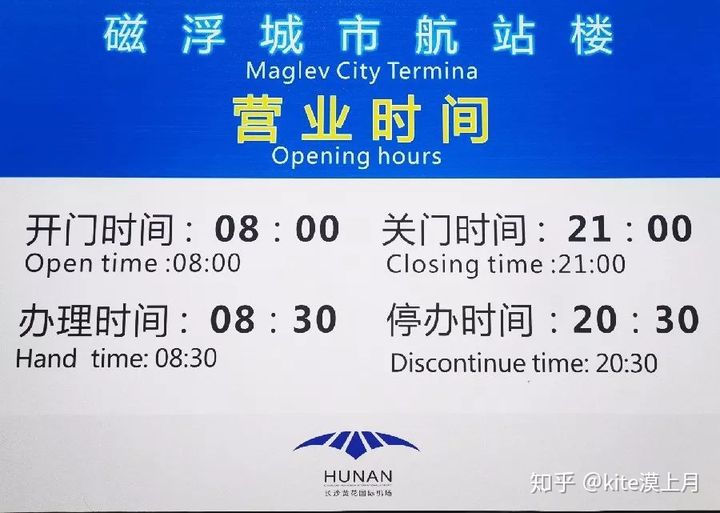 磁浮城市航站楼
Maglev City Termina
营业时间
Opening hours
开门时间：08：00 关门时间：21：00
Open time :08:00 Closing time :21:00
办理时间：08：30 停办时间：20：30
Hand time: 08:30 Discontinue time: 20:30
HUNAN
长沙黄花国际机场
知乎 @kite漠上月